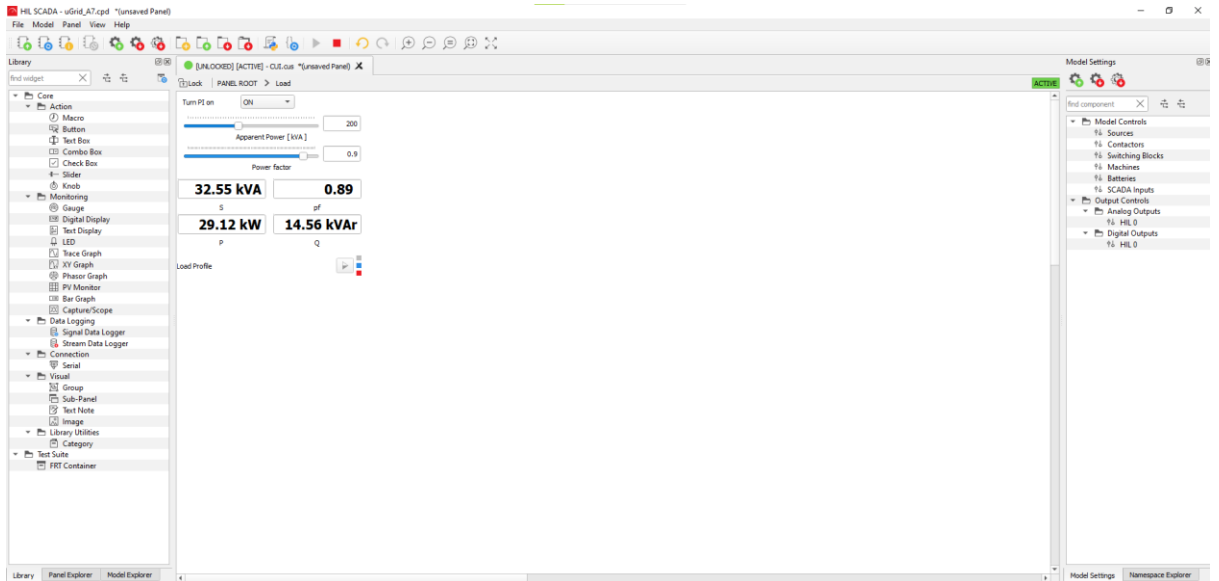 HIL SCADA - uGrid_A7.cpd *(unsaved Panel)
File Model Panel View Help
Library
find widget
Core
Action
Macro
Button
Text Box
Combo Box
Check Box
Slider
Knob
Monitoring
Gauge
Digital Display
Text Display
LED
Trace Graph
XY Graph
Phasor Graph
PV Monitor
Bar Graph
Capture/Scope
Data Logging
Signal Data Logger
Stream Data Logger
Connection
Serial
Visual
Group
Sub-Panel
Text Note
Image
Library Utilities
Category
Test Suite
FRT Container
Library Panel Explorer Model Explorer
[UNLOCKED] [ACTIVE] - CUI.cus *(unsaved Panel)
Lock PANEL ROOT > Load ACTIVE
Turn PI on ON
200
Apparent Power [ kVA ]
0.9
Power factor
32.55 kVA 0.89
S pf
29.12 kW 14.56 kVAr
P Q
Load Profile
Model Settings
find component
Model Controls
Sources
Contactors
Switching Blocks
Machines
Batteries
SCADA Inputs
Output Controls
Analog Outputs
HIL 0
Digital Outputs
HIL 0
Model Settings Namespace Explorer